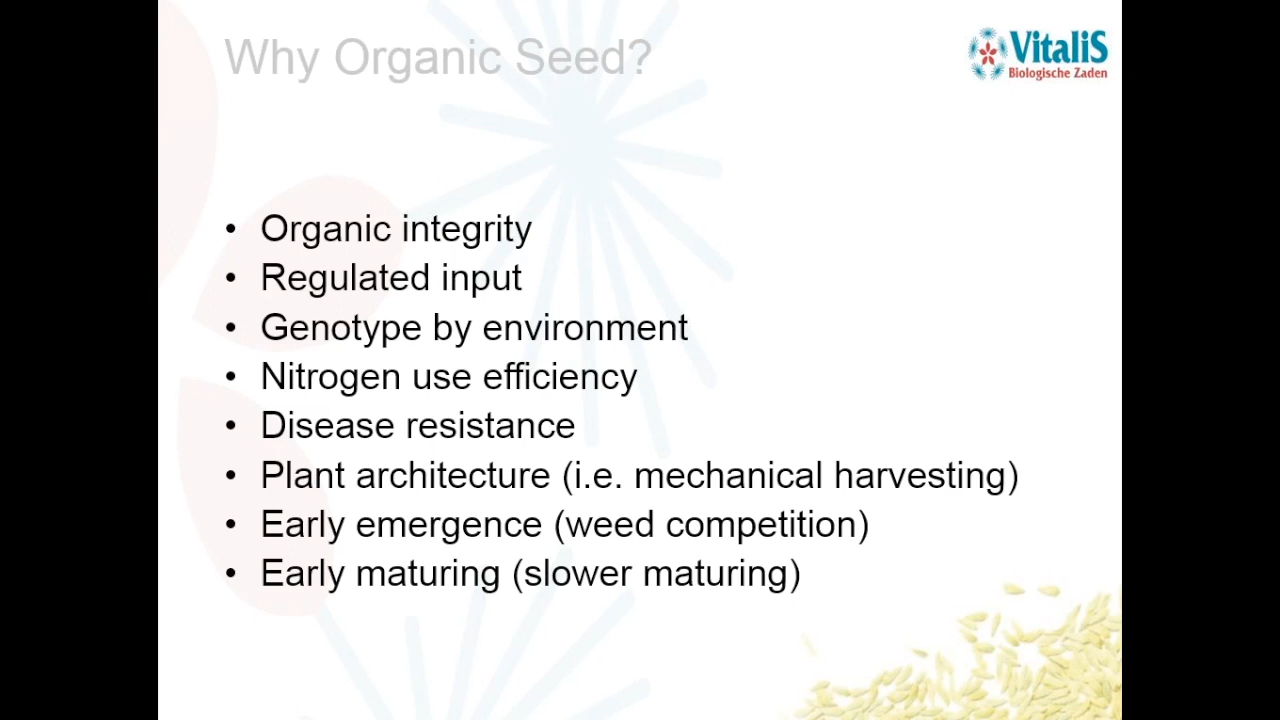 Why Organic Seed?
VitaliS
Biologische Zaden
• Organic integrity
• Regulated input
• Genotype by environment
• Nitrogen use efficiency
• Disease resistance
• Plant architecture (i.e. mechanical harvesting)
• Early emergence (weed competition)
• Early maturing (slower maturing)